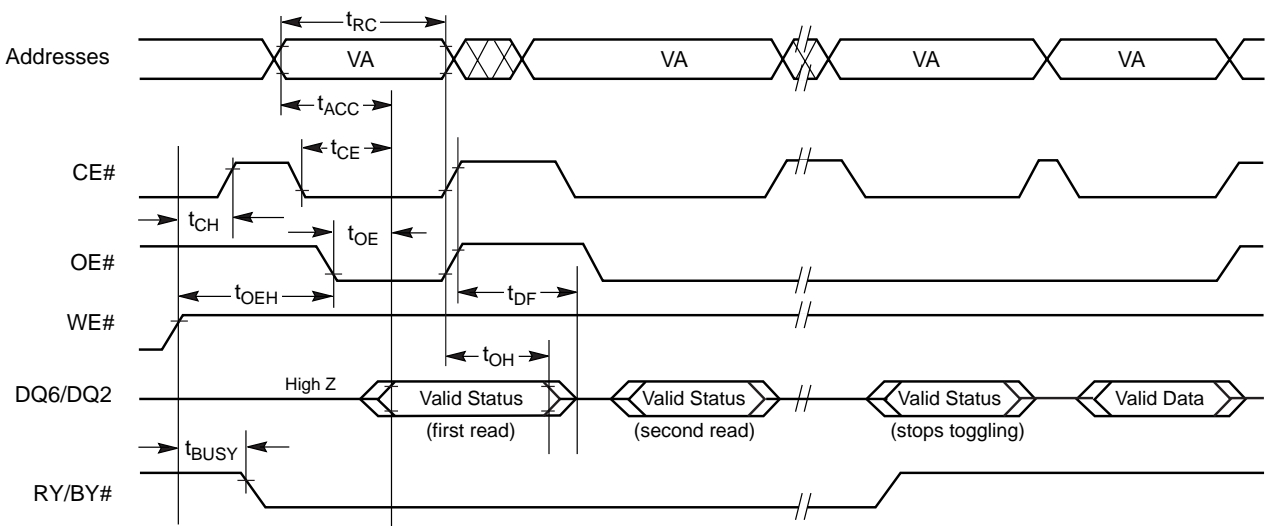 tRC
Addresses VA VA VA VA
tACC
tCE
CE#
tCH tOE
OE#
tOEH tDF
WE#
tOH
DQ6/DQ2 High Z Valid Status Valid Status Valid Status Valid Data
(first read) (second read) (stops toggling)
tBUSY
RY/BY#